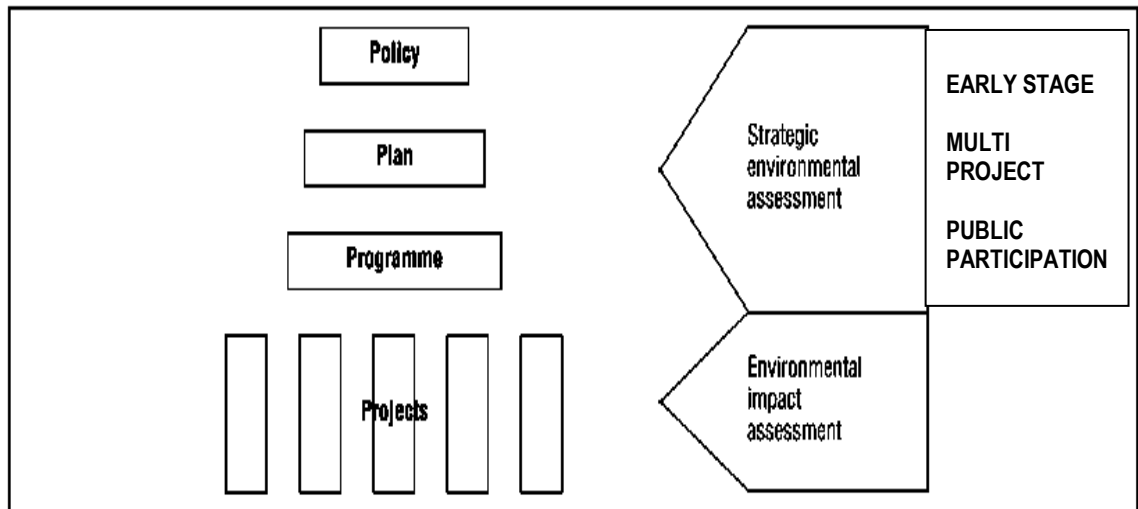 Policy
Plan
Programme
Projects
Strategic
environmental
assessment
Environmental
impact
assessment
EARLY STAGE
MULTI
PROJECT
PUBLIC
PARTICIPATION